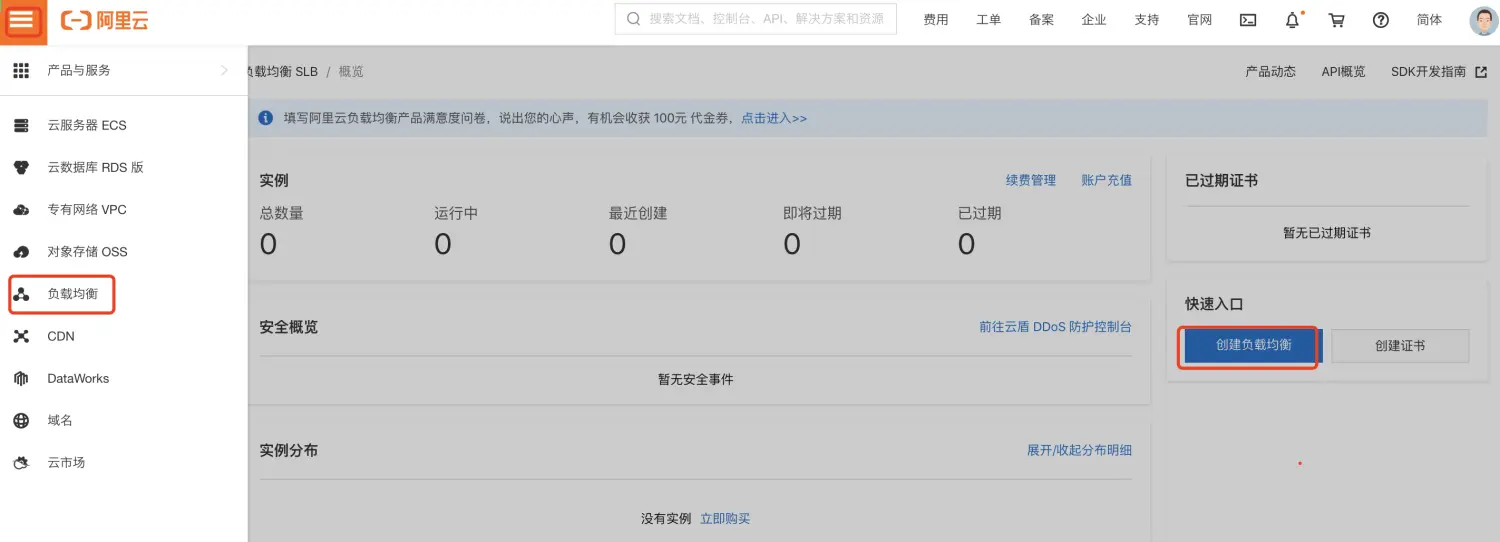 阿里云
搜索文档、控制台、API、解决方案和资源
费用 工单 备案 企业 支持 官网 简体
产品与服务
负载均衡 SLB / 概览
产品动态 API概览 SDK开发指南
云服务器 ECS
填写阿里云负载均衡产品满意度问卷，说出您的心声，有机会收获 100元 代金券，点击进入>>
云数据库 RDS 版
专有网络 VPC
对象存储 OSS
负载均衡
CDN
DataWorks
域名
云市场
实例 续费管理 账户充值
总数量 运行中 最近创建 即将过期 已过期
0 0 0 0 0
安全概览 前往云盾 DDoS 防护控制台
暂无安全事件
实例分布 展开/收起分布明细
没有实例 立即购买
已过期证书
暂无已过期证书
快速入口
创建负载均衡 创建证书